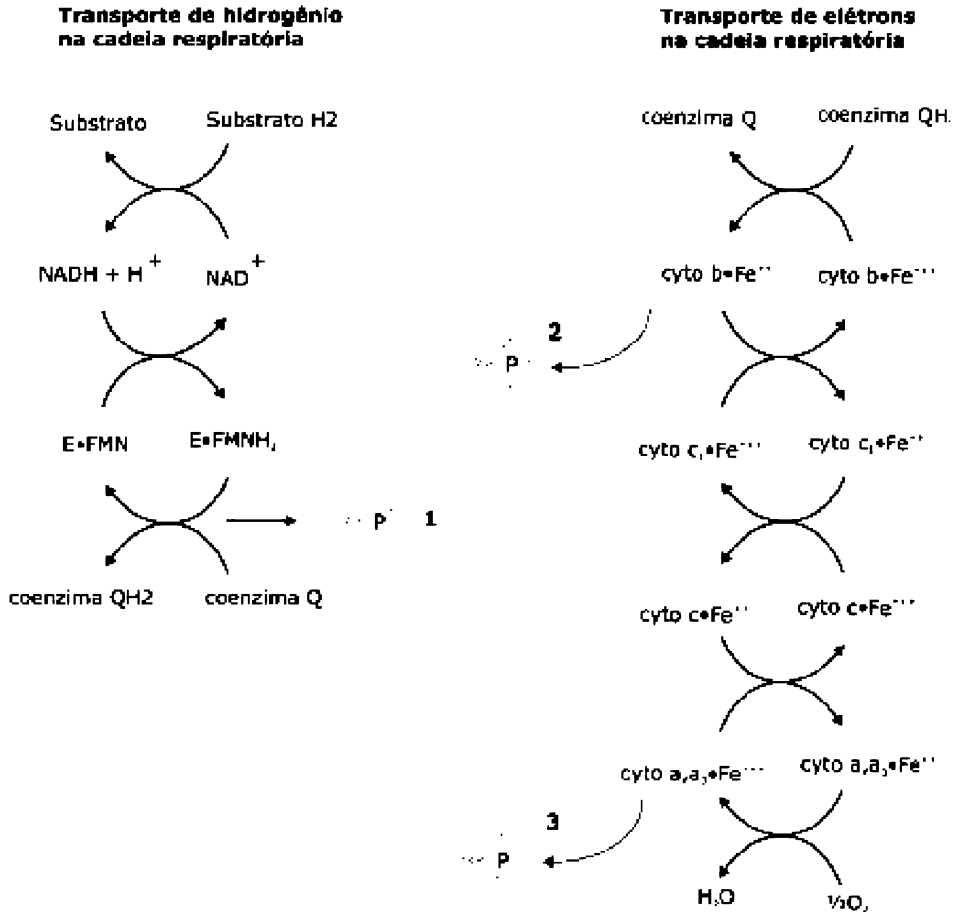 Transporte de hidrogênio
na cadeia respiratória
Substrato
Substrato H2
NADH + H⁺
NAD⁺
E•FMN
E•FMNH₂
~ P 1
coenzima QH2
coenzima Q
Transporte de elétrons
na cadeia respiratória
coenzima Q
coenzima QH
cyto b•Fe⁺⁺
cyto b•Fe⁺⁺⁺
2
~ P
cyto c₁•Fe⁺⁺⁺
cyto c₁•Fe⁺⁺
cyto c•Fe⁺⁺
cyto c•Fe⁺⁺⁺
cyto a,a₃•Fe⁺⁺⁺
cyto a,a₃•Fe⁺⁺
3
~ P
H₂O
½O₂